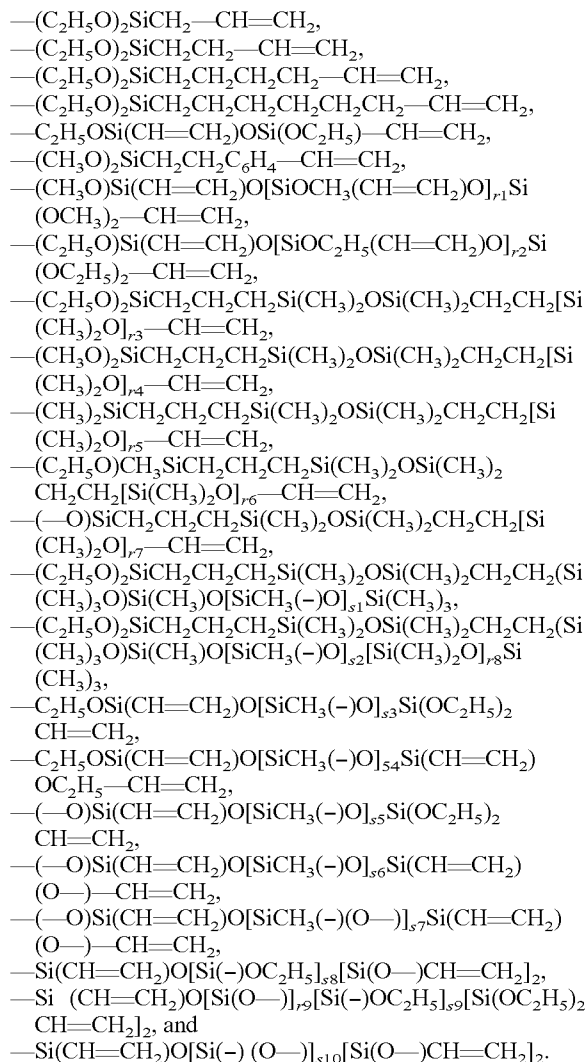 —(C₂H₅O)₂SiCH₂—CH═CH₂,
—(C₂H₅O)₂SiCH₂CH₂—CH═CH₂,
—(C₂H₅O)₂SiCH₂CH₂CH₂CH₂—CH═CH₂,
—(C₂H₅O)₂SiCH₂CH₂CH₂CH₂CH₂CH₂—CH═CH₂,
—C₂H₅OSi(CH═CH₂)OSi(OC₂H₅)—CH═CH₂,
—(CH₃O)₂SiCH₂CH₂C₆H₄—CH═CH₂,
—(CH₃O)Si(CH═CH₂)O[SiOCH₃(CH═CH₂)O]r1Si
(OCH₃)₂—CH═CH₂,
—(C₂H₅O)Si(CH═CH₂)O[SiOC₂H₅(CH═CH₂)O]r2Si
(OC₂H₅)₂—CH═CH₂,
—(C₂H₅O)₂SiCH₂CH₂CH₂Si(CH₃)₂OSi(CH₃)₂CH₂CH₂[Si
(CH₃)₂O]r3—CH═CH₂,
—(CH₃O)₂SiCH₂CH₂CH₂Si(CH₃)₂OSi(CH₃)₂CH₂CH₂[Si
(CH₃)₂O]r4—CH═CH₂,
—(CH₃)₂SiCH₂CH₂CH₂Si(CH₃)₂OSi(CH₃)₂CH₂CH₂[Si
(CH₃)₂O]r5—CH═CH₂,
—(C₂H₅O)CH₃SiCH₂CH₂CH₂Si(CH₃)₂OSi(CH₃)₂
CH₂CH₂[Si(CH₃)₂O]r6—CH═CH₂,
—(—O)SiCH₂CH₂CH₂Si(CH₃)₂OSi(CH₃)₂CH₂CH₂[Si
(CH₃)₂O]r7—CH═CH₂,
—(C₂H₅O)₂SiCH₂CH₂CH₂Si(CH₃)₂OSi(CH₃)₂CH₂CH₂(Si
(CH₃)₃O)Si(CH₃)O[SiCH₃(-)O]s1Si(CH₃)₃,
—(C₂H₅O)₂SiCH₂CH₂CH₂Si(CH₃)₂OSi(CH₃)₂CH₂CH₂(Si
(CH₃)₃O)Si(CH₃)O[SiCH₃(-)O]s2[Si(CH₃)₂O]r8Si
(CH₃)₃,
—C₂H₅OSi(CH═CH₂)O[SiCH₃(-)O]s3Si(OC₂H₅)₂
CH═CH₂,
—C₂H₅OSi(CH═CH₂)O[SiCH₃(-)O]₅₄Si(CH═CH₂)
OC₂H₅—CH═CH₂,
—(—O)Si(CH═CH₂)O[SiCH₃(-)O]s5Si(OC₂H₅)₂
CH═CH₂,
—(—O)Si(CH═CH₂)O[SiCH₃(-)O]s6Si(CH═CH₂)
(O—)—CH═CH₂,
—(—O)Si(CH═CH₂)O[SiCH₃(-)(O—)]s7Si(CH═CH₂)
(O—)—CH═CH₂,
—Si(CH═CH₂)O[Si(-)OC₂H₅]s8[Si(O—)CH═CH₂]₂,
—Si (CH═CH₂)O[Si(O—)]r9[Si(-)OC₂H₅]s9[Si(OC₂H₅)₂
CH═CH₂]₂, and
—Si(CH═CH₂)O[Si(-) (O—)]s10[Si(O—)CH═CH₂]₂.